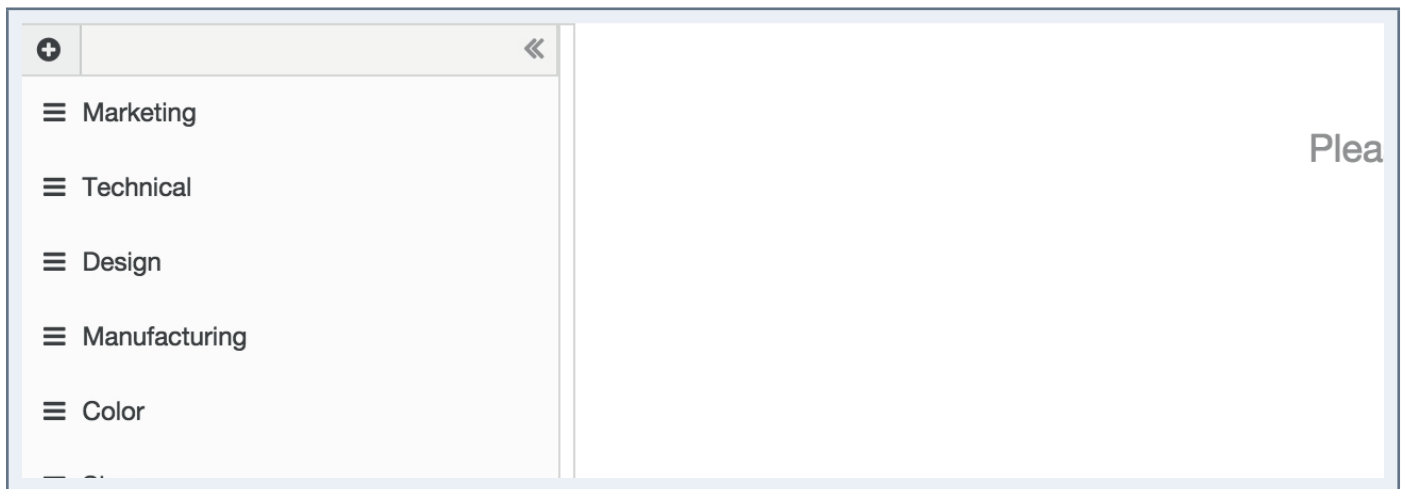 Marketing
Plea
Technical
Design
Manufacturing
Color